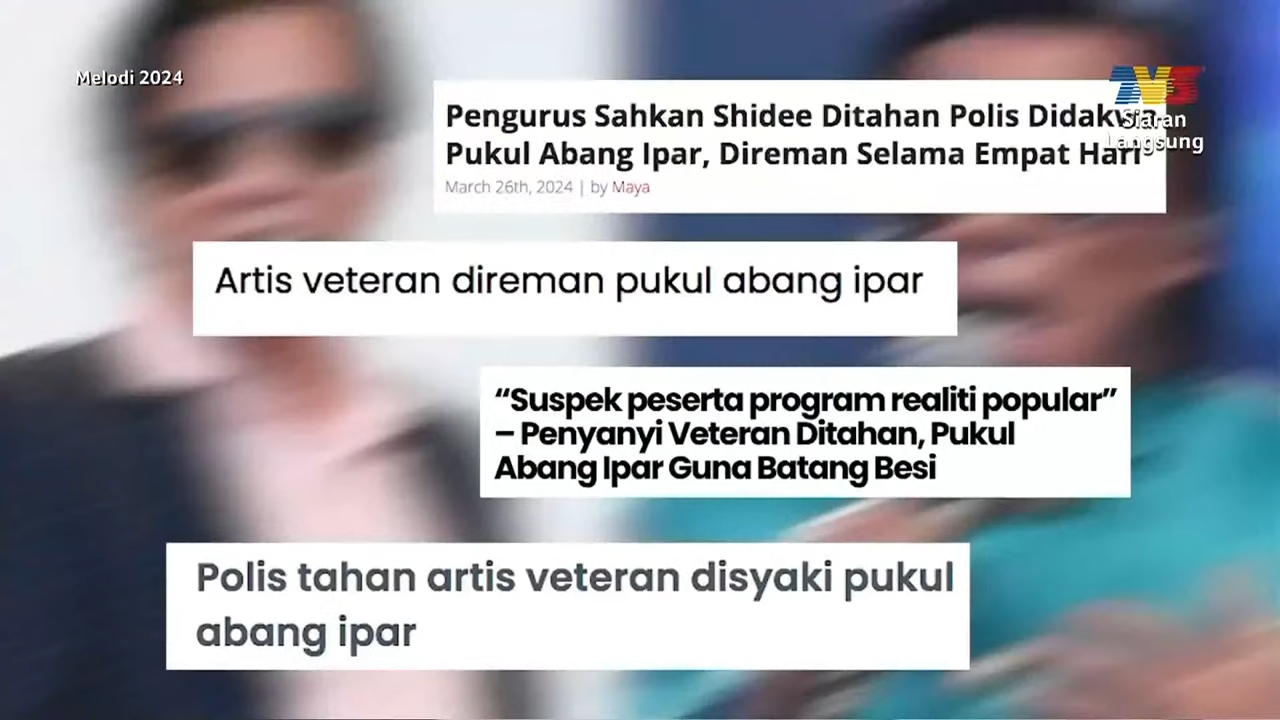 Melodi 2024
TV3
Siaran
Langsung
Pengurus Sahkan Shidee Ditahan Polis Didakwa
Pukul Abang Ipar, Direman Selama Empat Hari
March 26th, 2024 | by Maya
Artis veteran direman pukul abang ipar
“Suspek peserta program realiti popular”
– Penyanyi Veteran Ditahan, Pukul
Abang Ipar Guna Batang Besi
Polis tahan artis veteran disyaki pukul
abang ipar